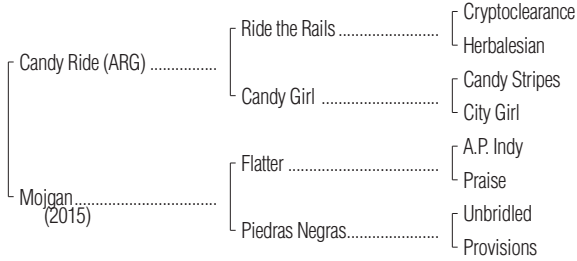 Cryptoclearance
Ride the Rails
Herbalesian
Candy Ride (ARG)
Candy Stripes
Candy Girl
City Girl
A.P. Indy
Flatter
Praise
Mojgan
(2015)
Unbridled
Piedras Negras
Provisions